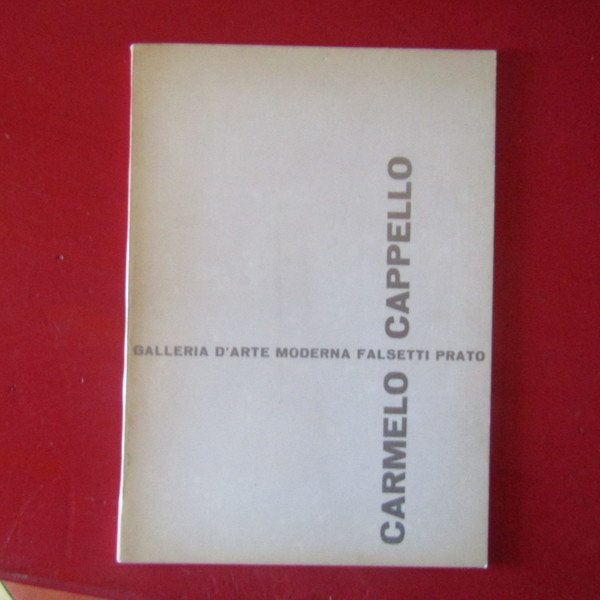 GALLERIA D'ARTE MODERNA FALSETTI PRATO
CARMELO CAPPELLO